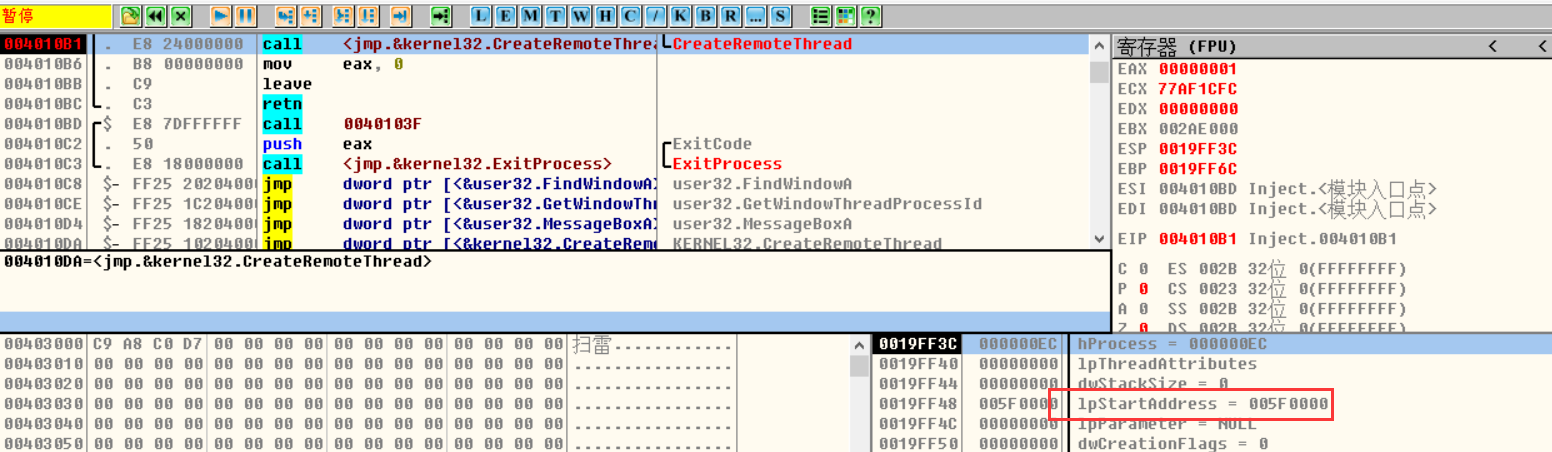 暂停
L E M T W H C / K B R ... S ?
004010B1 . E8 24000000 call <jmp.&kernel32.CreateRemoteThrea CreateRemoteThread
004010B6 . B8 00000000 mov eax, 0
004010BB . C9 leave
004010BC . C3 retn
004010BD $ E8 7DFFFFFF call 0040103F
004010C2 . 50 push eax ExitCode
004010C3 . E8 18000000 call <jmp.&kernel32.ExitProcess> ExitProcess
004010C8 $- FF25 20204000 jmp dword ptr [<&user32.FindWindowA> user32.FindWindowA
004010CE $- FF25 1C204000 jmp dword ptr [<&user32.GetWindowThr user32.GetWindowThreadProcessId
004010D4 $- FF25 18204000 jmp dword ptr [<&user32.MessageBoxA> user32.MessageBoxA
004010DA $- FF25 10204000 jmp dword ptr [<&kernel32.CreateRemo KERNEL32.CreateRemoteThread
004010DA=<jmp.&kernel32.CreateRemoteThread>
寄存器 (FPU) < <
EAX 00000001
ECX 77AF1CFC
EDX 00000000
EBX 002AE000
ESP 0019FF3C
EBP 0019FF6C
ESI 004010BD Inject.<模块入口点>
EDI 004010BD Inject.<模块入口点>
EIP 004010B1 Inject.004010B1
C 0 ES 002B 32位 0(FFFFFFFF)
P 0 CS 0023 32位 0(FFFFFFFF)
A 0 SS 002B 32位 0(FFFFFFFF)
Z 0 DS 002B 32位 0(FFFFFFFF)
00403000 C9 A8 C0 D7 00 00 00 00 00 00 00 00 00 00 00 00 扫雷............
00403010 00 00 00 00 00 00 00 00 00 00 00 00 00 00 00 00 ................
00403020 00 00 00 00 00 00 00 00 00 00 00 00 00 00 00 00 ................
00403030 00 00 00 00 00 00 00 00 00 00 00 00 00 00 00 00 ................
00403040 00 00 00 00 00 00 00 00 00 00 00 00 00 00 00 00 ................
00403050 00 00 00 00 00 00 00 00 00 00 00 00 00 00 00 00 ................
0019FF3C 000000EC hProcess = 000000EC
0019FF40 00000000 lpThreadAttributes
0019FF44 00000000 dwStackSize = 0
0019FF48 005F0000 lpStartAddress = 005F0000
0019FF4C 00000000 lpParameter = NULL
0019FF50 00000000 dwCreationFlags = 0